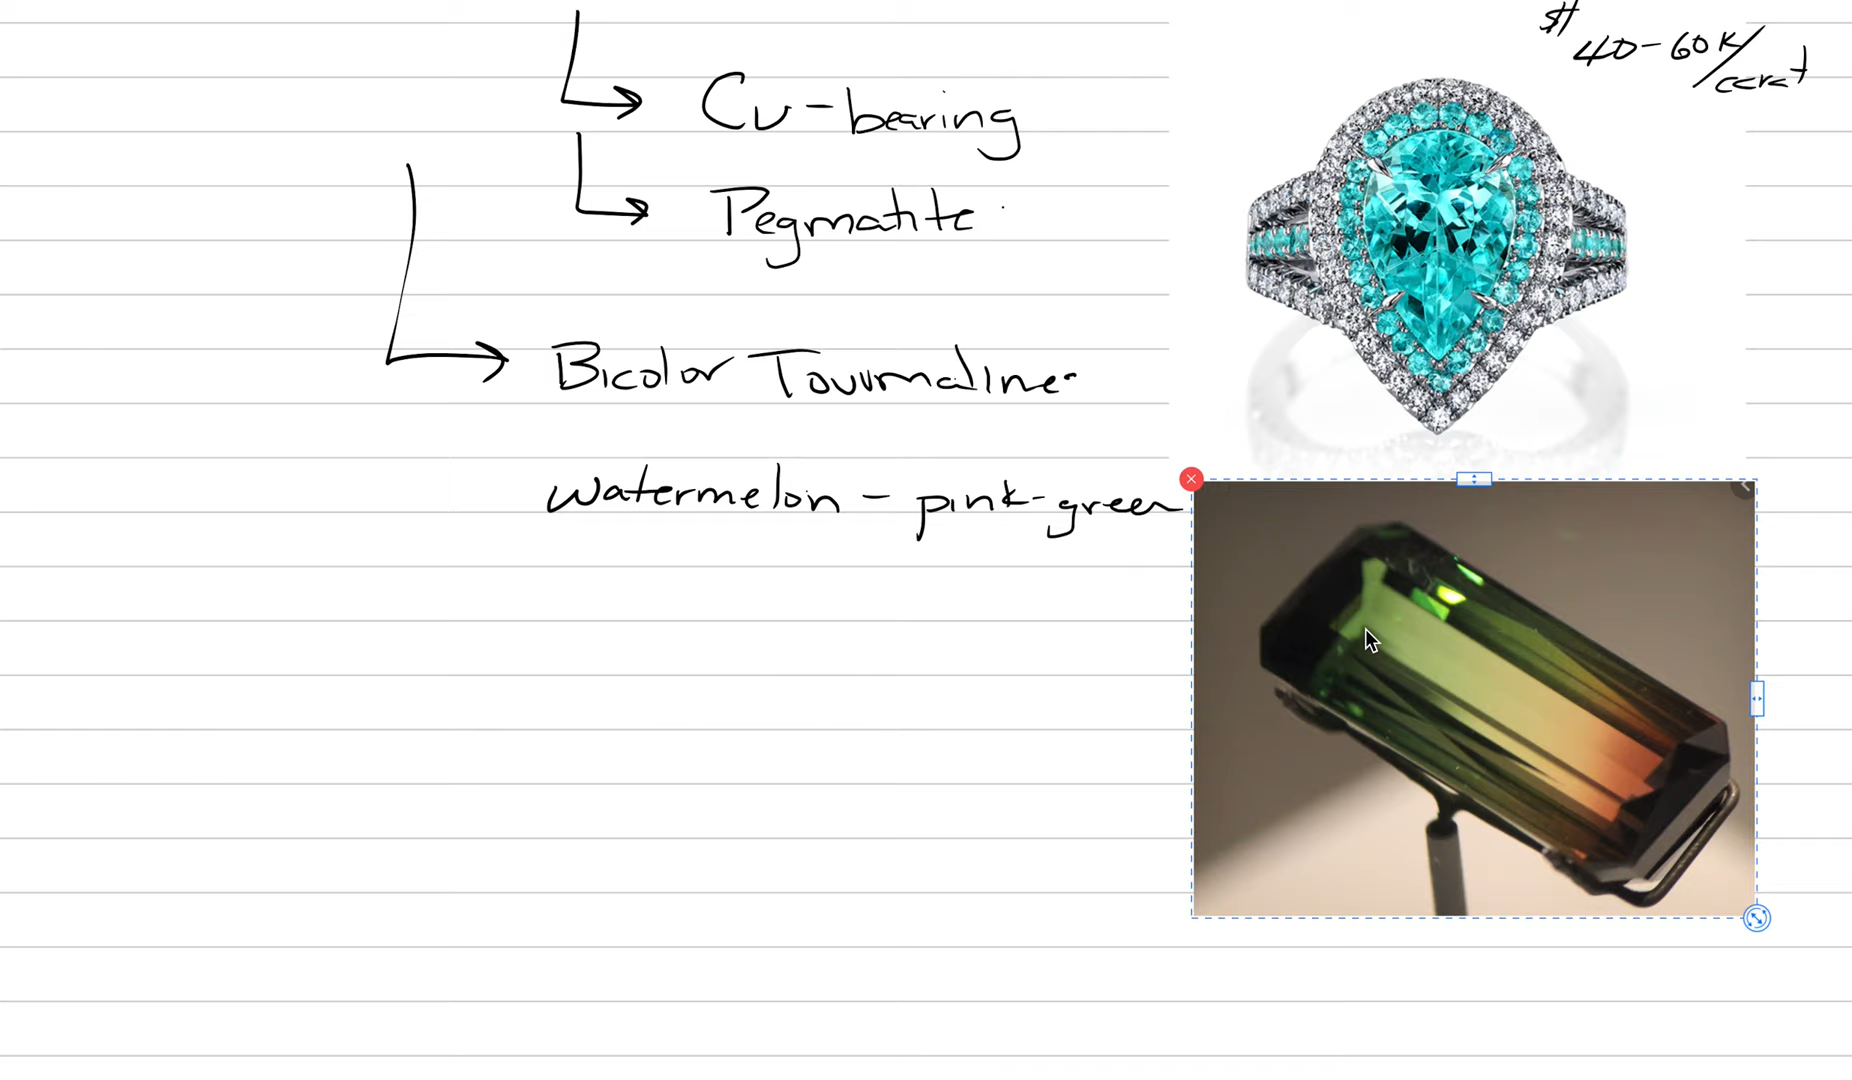 $
40-60K/carat
Cu-bearing
Pegmatite
Bicolor Tourmaline
watermelon - pink-green